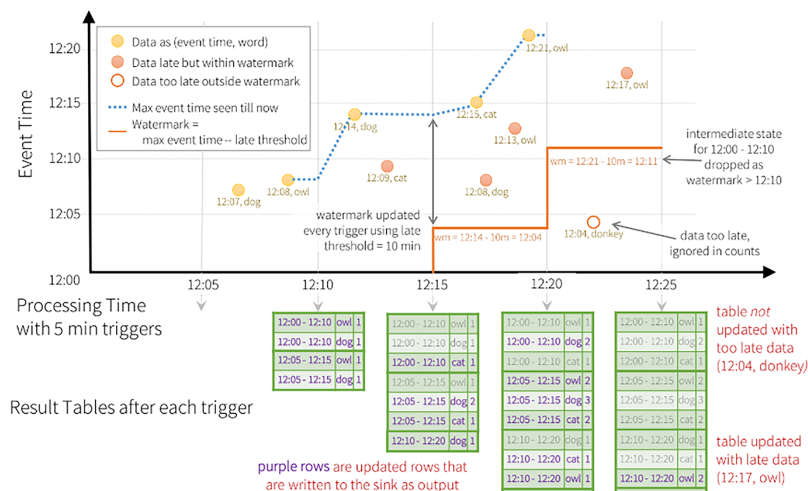 12:20
12:15
12:10
12:05
12:00
Event Time
Data as (event time, word)
Data late but within watermark
Data too late outside watermark
Max event time seen till now
Watermark =
max event time -- late threshold
12:07, dog
12:08, owl
12:14, dog
12:09, cat
12:15, cat
12:08, dog
12:13, owl
12:21, owl
12:17, owl
12:04, donkey
watermark updated
every trigger using late
threshold = 10 min
wm = 12:14 - 10m = 12:04
wm = 12:21 - 10m = 12:11
intermediate state
for 12:00 - 12:10
dropped as
watermark > 12:10
data too late,
ignored in counts
12:05
12:10
12:15
12:20
12:25
Processing Time
with 5 min triggers
Result Tables after each trigger
12:00 - 12:10 owl 1
12:00 - 12:10 dog 1
12:05 - 12:15 owl 1
12:05 - 12:15 dog 1
12:00 - 12:10 owl 1
12:00 - 12:10 dog 1
12:00 - 12:10 cat 1
12:05 - 12:15 owl 1
12:05 - 12:15 dog 2
12:05 - 12:15 cat 1
12:10 - 12:20 dog 1
12:00 - 12:10 owl 1
12:00 - 12:10 dog 2
12:00 - 12:10 cat 1
12:05 - 12:15 owl 2
12:05 - 12:15 dog 3
12:05 - 12:15 cat 2
12:10 - 12:20 dog 1
12:10 - 12:20 cat 1
12:10 - 12:20 owl 1
12:00 - 12:10 owl 1
12:00 - 12:10 dog 2
12:00 - 12:10 cat 1
12:05 - 12:15 owl 2
12:05 - 12:15 dog 3
12:05 - 12:15 cat 2
12:10 - 12:20 dog 1
12:10 - 12:20 cat 1
12:10 - 12:20 owl 2
table not
updated with
too late data
(12:04, donkey)
table updated
with late data
(12:17, owl)
purple rows are updated rows that
are written to the sink as output